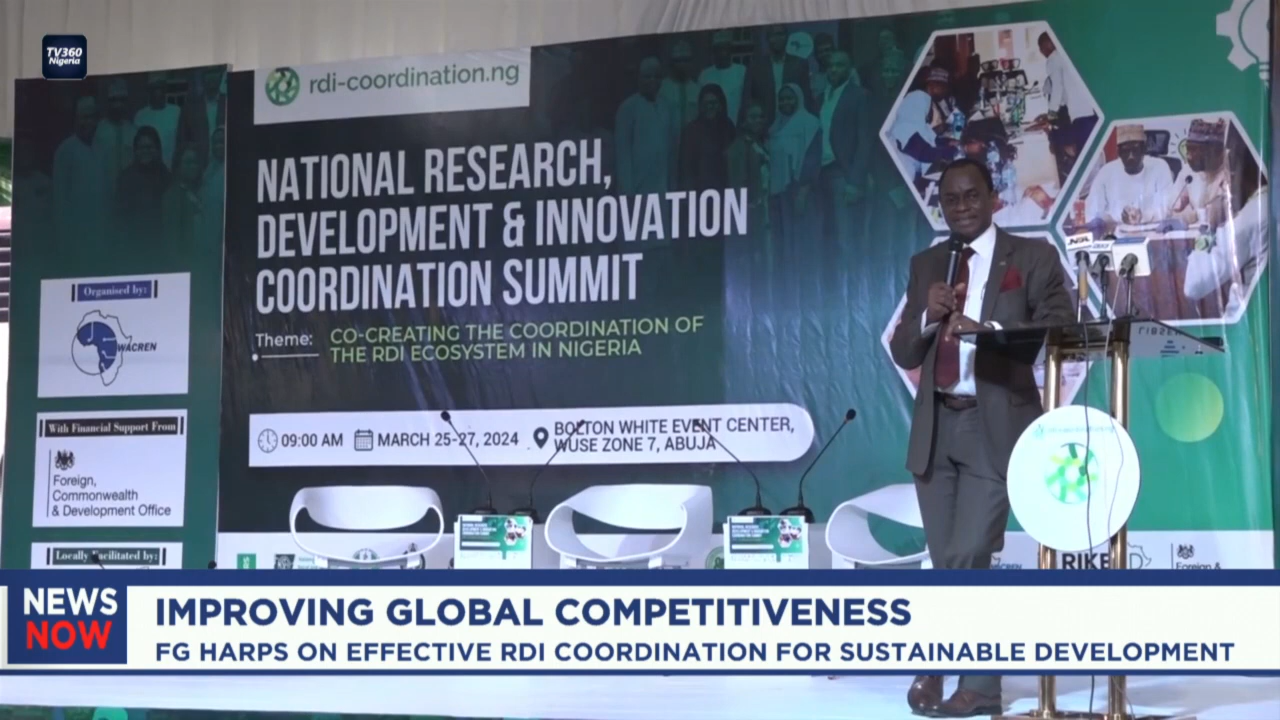 TV360
Nigeria
rdi-coordination.ng
NATIONAL RESEARCH,
DEVELOPMENT & INNOVATION
COORDINATION SUMMIT
Theme:
CO-CREATING THE COORDINATION OF
THE RDI ECOSYSTEM IN NIGERIA
09:00 AM
MARCH 25-27, 2024
BOLTON WHITE EVENT CENTER,
WUSE ZONE 7, ABUJA
Organised by:
WACREN
With Financial Support From
Foreign,
Commonwealth
& Development Office
Locally Facilitated by:
RIKE
Foreign &
NEWS
NOW
IMPROVING GLOBAL COMPETITIVENESS
FG HARPS ON EFFECTIVE RDI COORDINATION FOR SUSTAINABLE DEVELOPMENT